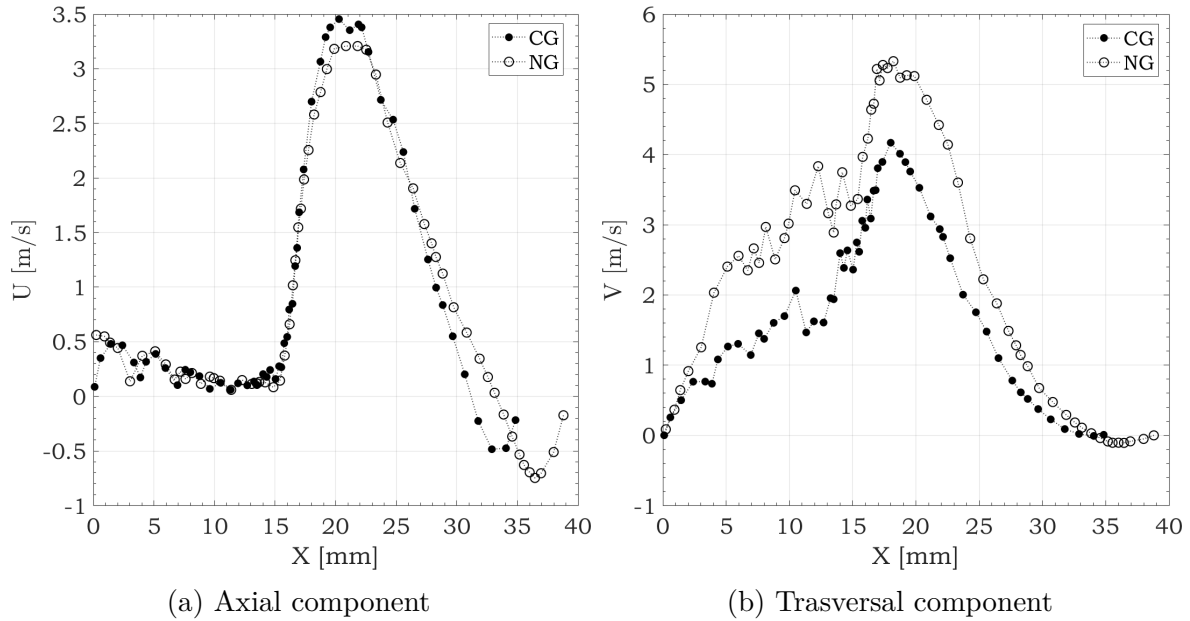 3.5
3
2.5
2
1.5
1
0.5
0
-0.5
-1
U [m/s]
0 5 10 15 20 25 30 35 40
X [mm]
CG
NG
(a) Axial component
6
5
4
3
2
1
0
-1
V [m/s]
0 5 10 15 20 25 30 35 40
X [mm]
CG
NG
(b) Trasversal component